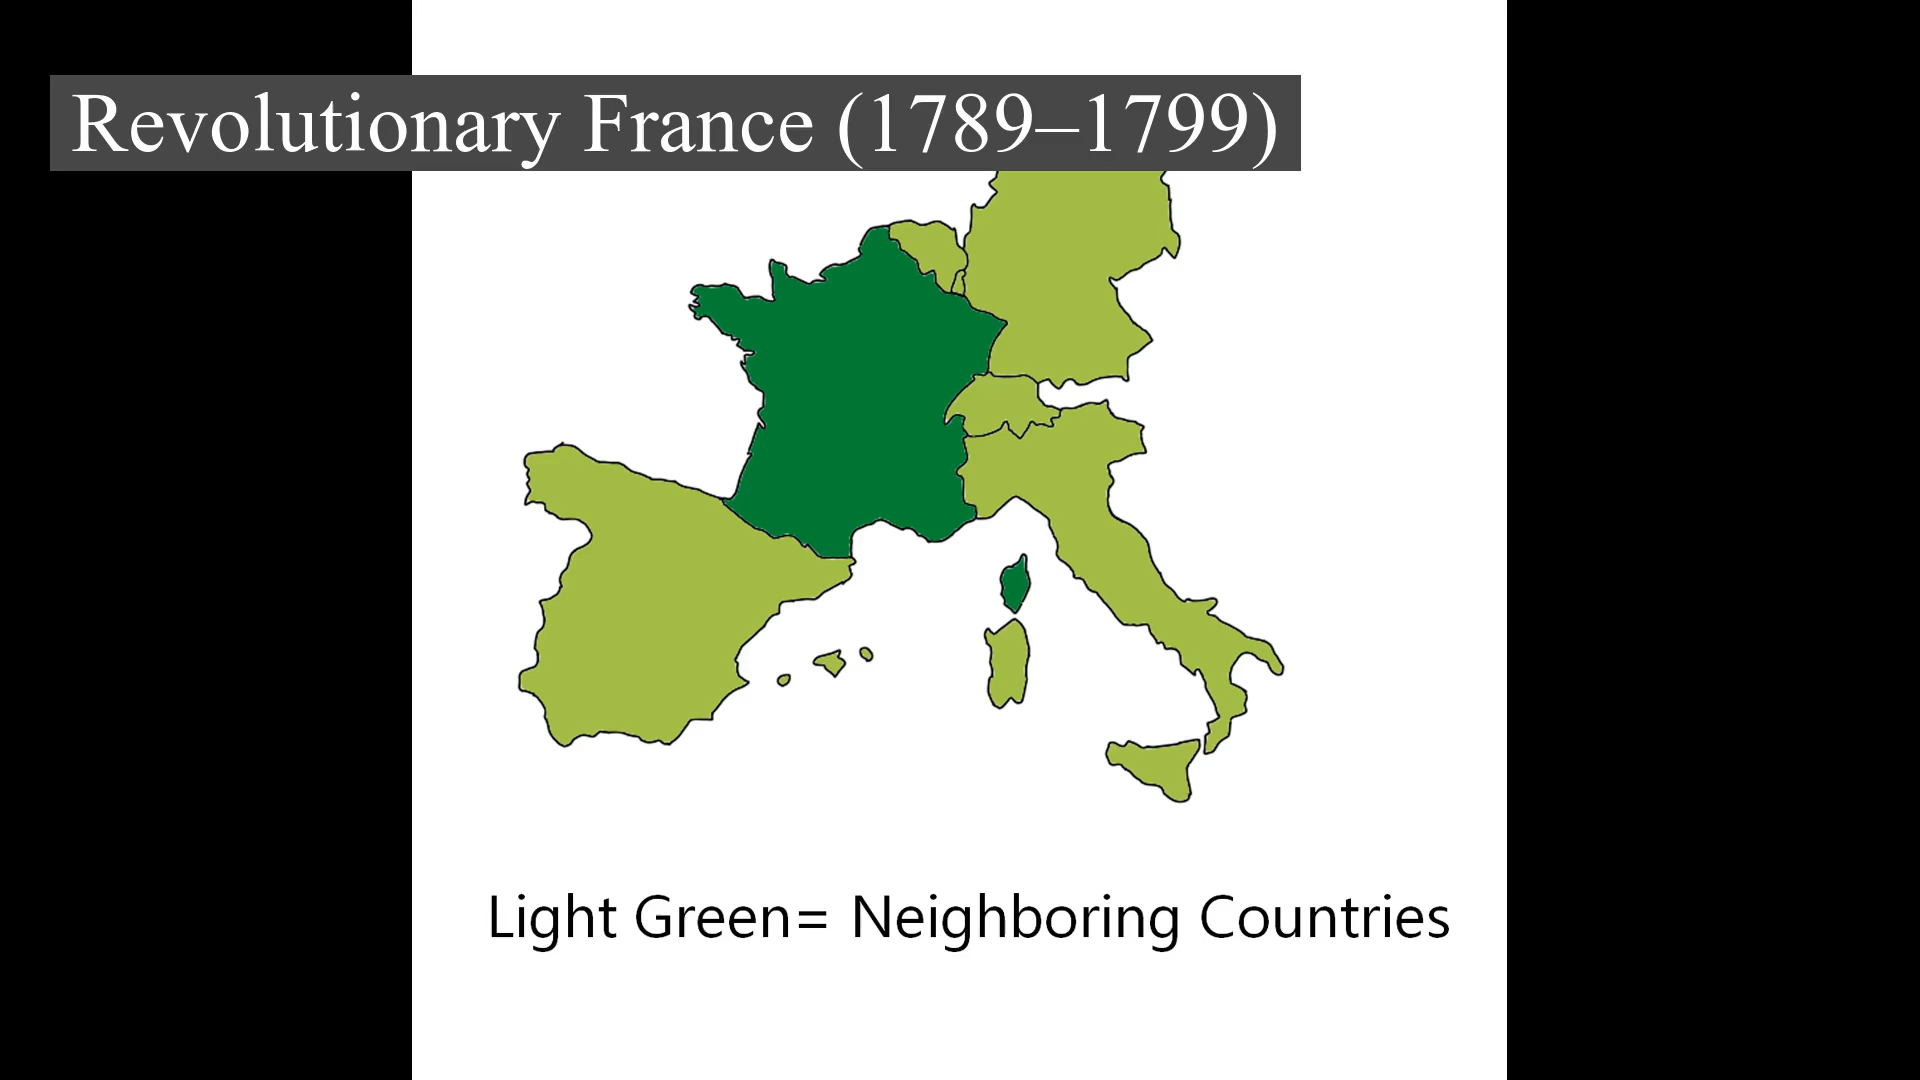 Revolutionary France (1789–1799)
Light Green= Neighboring Countries